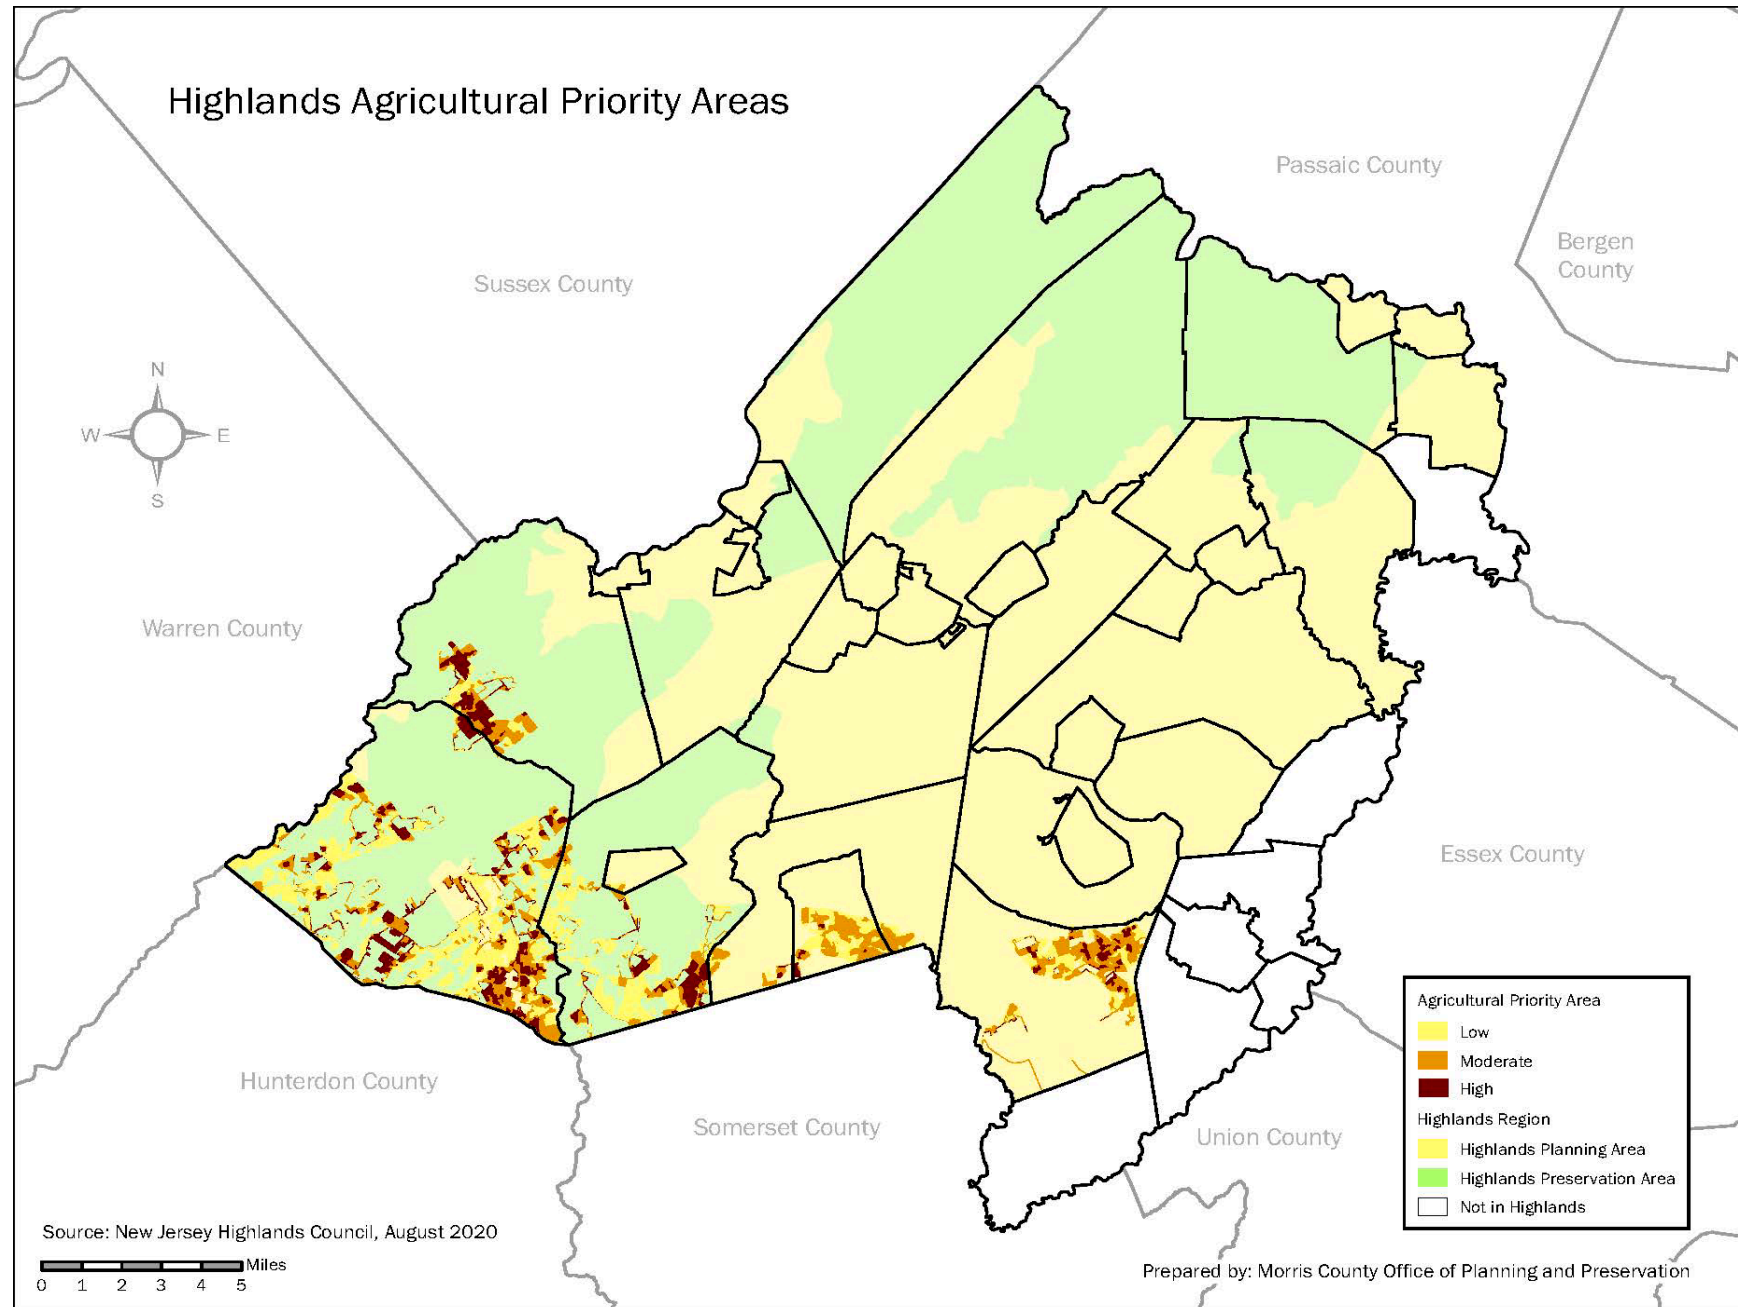 Highlands Agricultural Priority Areas
Passaic County
Bergen
County
Sussex County
N
W
E
S
Warren County
Essex County
Hunterdon County
Somerset County
Union County
Agricultural Priority Area
Low
Moderate
High
Highlands Region
Highlands Planning Area
Highlands Preservation Area
Not in Highlands
Source: New Jersey Highlands Council, August 2020
Miles
0 1 2 3 4 5
Prepared by: Morris County Office of Planning and Preservation